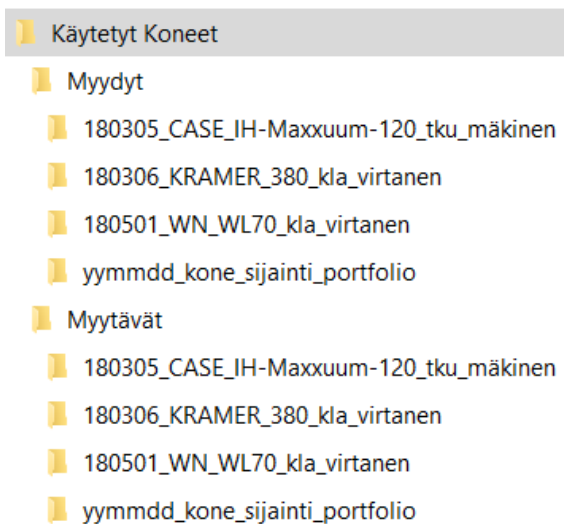 Käytetyt Koneet
Myydyt
180305_CASE_IH-Maxxuum-120_tku_mäkinen
180306_KRAMER_380_kla_virtanen
180501_WN_WL70_kla_virtanen
yymmdd_kone_sijainti_portfolio
Myytävät
180305_CASE_IH-Maxxuum-120_tku_mäkinen
180306_KRAMER_380_kla_virtanen
180501_WN_WL70_kla_virtanen
yymmdd_kone_sijainti_portfolio